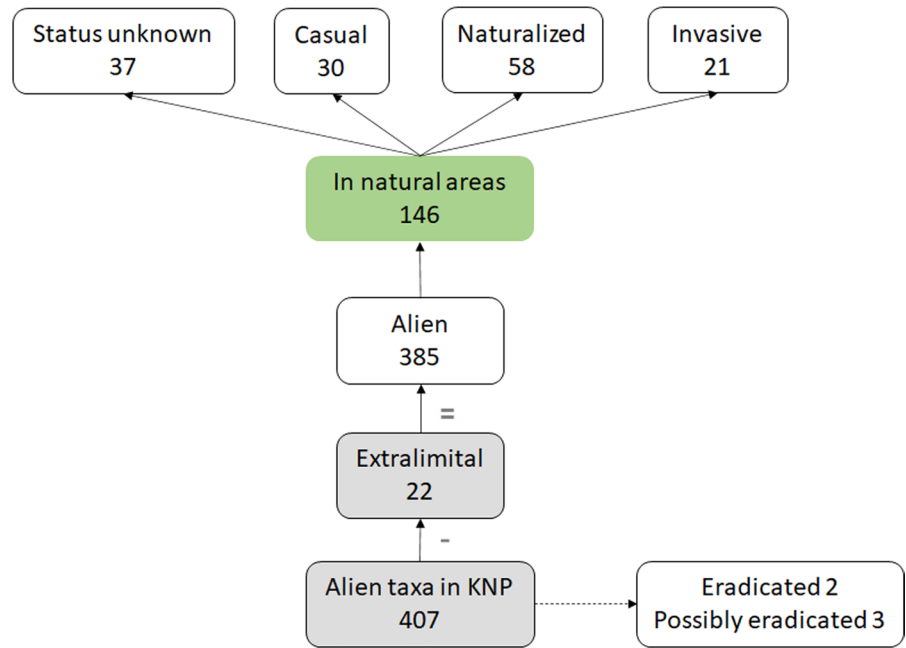 Status unknown
37
Casual
30
Naturalized
58
Invasive
21
In natural areas
146
Alien
385
=
Extralimital
22
-
Alien taxa in KNP
407
Eradicated 2
Possibly eradicated 3